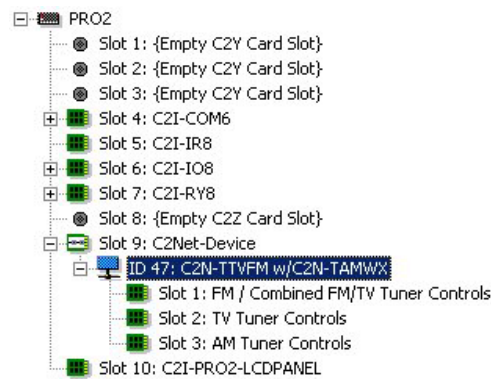 PRO2
Slot 1: {Empty C2Y Card Slot}
Slot 2: {Empty C2Y Card Slot}
Slot 3: {Empty C2Y Card Slot}
Slot 4: C2I-COM6
Slot 5: C2I-IR8
Slot 6: C2I-IO8
Slot 7: C2I-RY8
Slot 8: {Empty C2Z Card Slot}
Slot 9: C2Net-Device
ID 47: C2N-TTVFM w/C2N-TAMWX
Slot 1: FM / Combined FM/TV Tuner Controls
Slot 2: TV Tuner Controls
Slot 3: AM Tuner Controls
Slot 10: C2I-PRO2-LCDPANEL